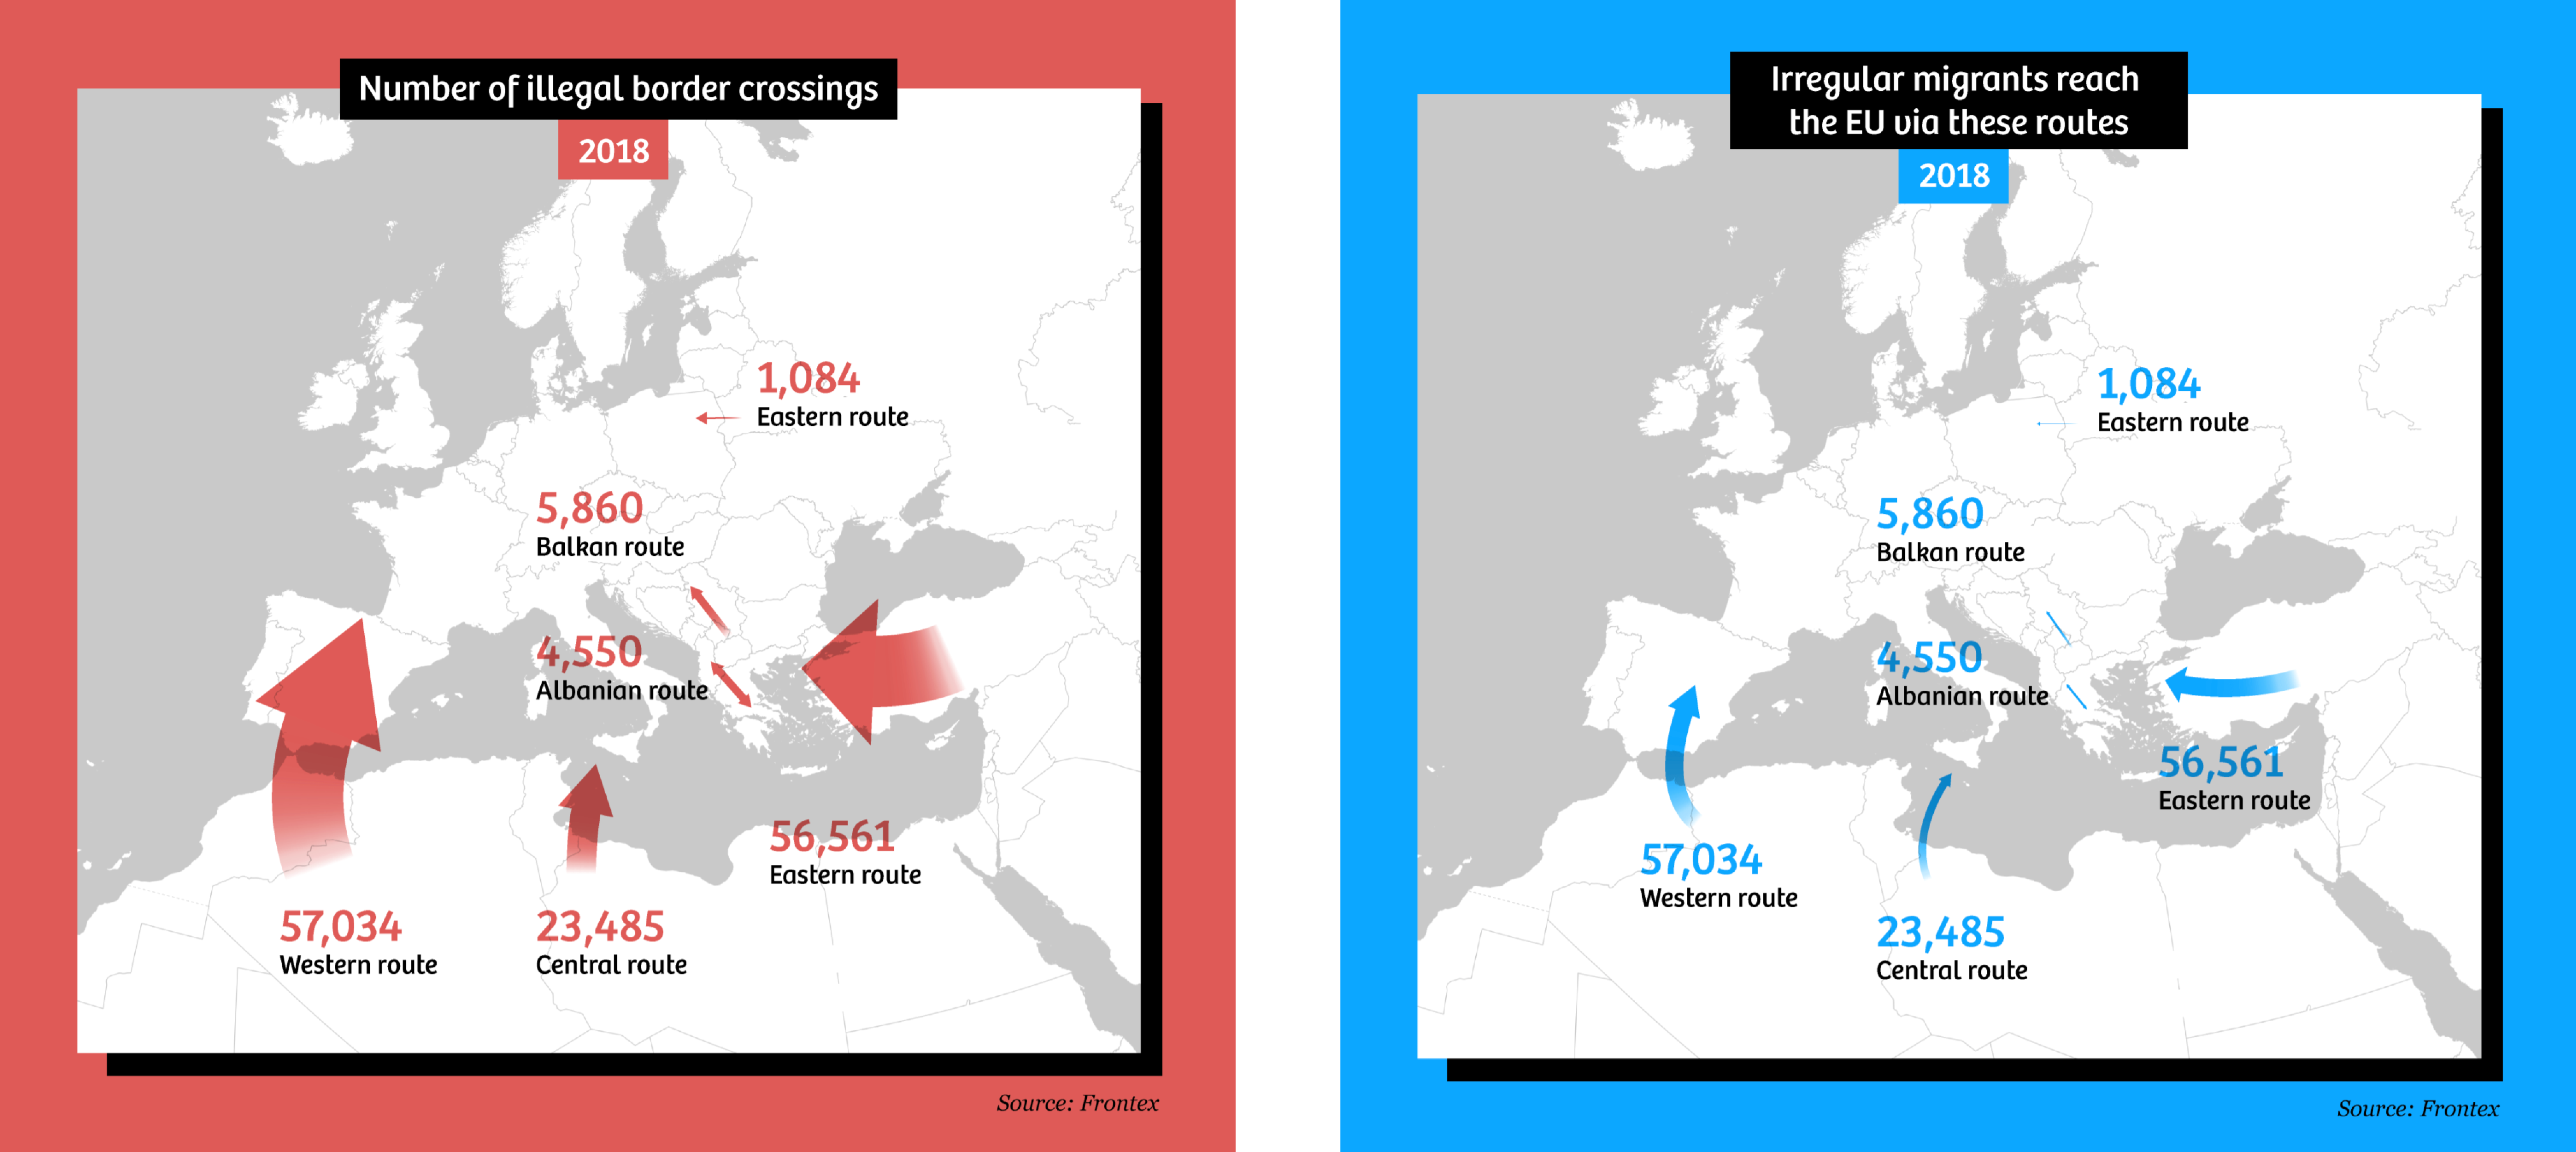 Number of illegal border crossings
2018
1,084
Eastern route
5,860
Balkan route
4,550
Albanian route
56,561
Eastern route
57,034
Western route
23,485
Central route
Source: Frontex
Irregular migrants reach
the EU via these routes
2018
1,084
Eastern route
5,860
Balkan route
4,550
Albanian route
56,561
Eastern route
57,034
Western route
23,485
Central route
Source: Frontex